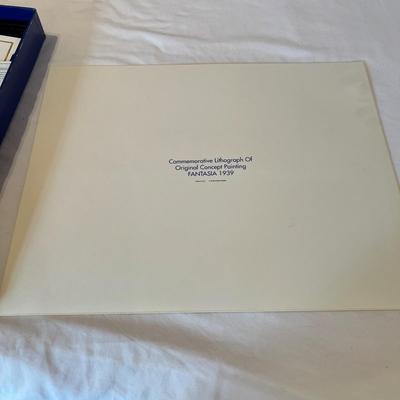 Commemorative Lithograph Of
Original Concept Painting
FANTASIA 1939